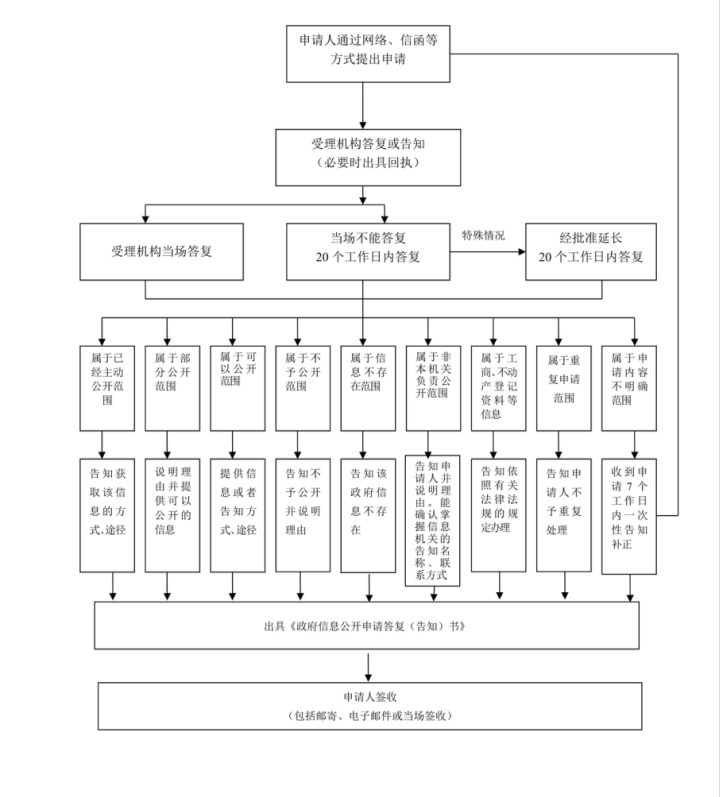 申请人通过网络、信函等
方式提出申请
受理机构答复或告知
（必要时出具回执）
受理机构当场答复
当场不能答复
20 个工作日内答复
特殊情况
经批准延长
20 个工作日内答复
属于已
经主动
公开范
围
属于部
分公开
范围
属于可
以公开
范围
属于不
予公开
范围
属于信
息不存
在范围
属于非
本机关
负责公
开范围
属于工
商、不动
产登记
资料等
信息
属于重
复申请
范围
属于申
请内容
不明确
范围
告知获
取该信
息的方
式、途径
说明理
由并提
供可以
公开的
信息
提供信
息或者
告知方
式、途径
告知不
予公开
并说明
理由
告知该
政府信
息不存
在
告知申
请人并
说明理
由。能
确认掌
握信息
机关的
告知名
称、联
系方式
告知依
照有关
法律法
规的规
定办理
告知申
请人不
予重复
处理
收到申
请 7 个
工作日
内一次
性告知
补正
出具《政府信息公开申请答复（告知）书》
申请人签收
（包括邮寄、电子邮件或当场签收）